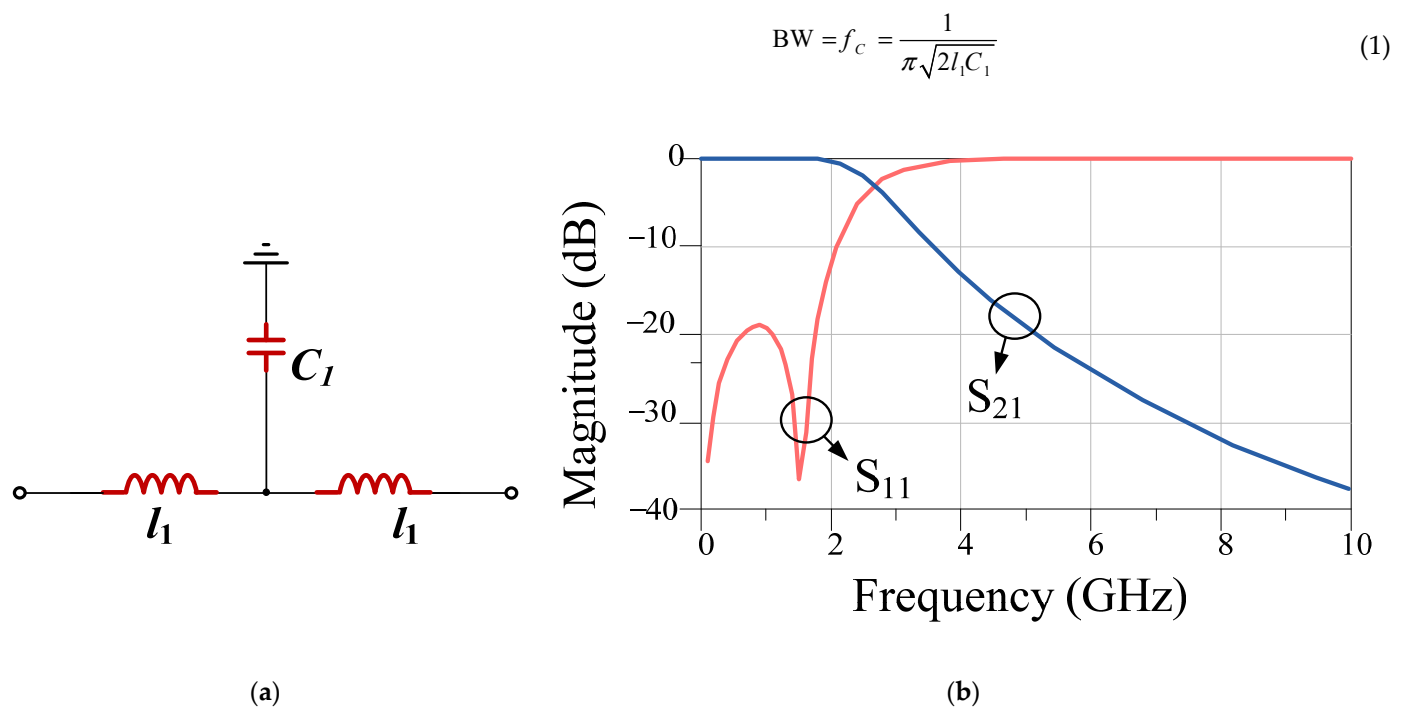 BW = f_C = 1 / π√2l₁C₁ (1)
C₁
l₁ l₁
(a)
Magnitude (dB)
0
−10
−20
−30
−40
S₂₁
S₁₁
0 2 4 6 8 10
Frequency (GHz)
(b)